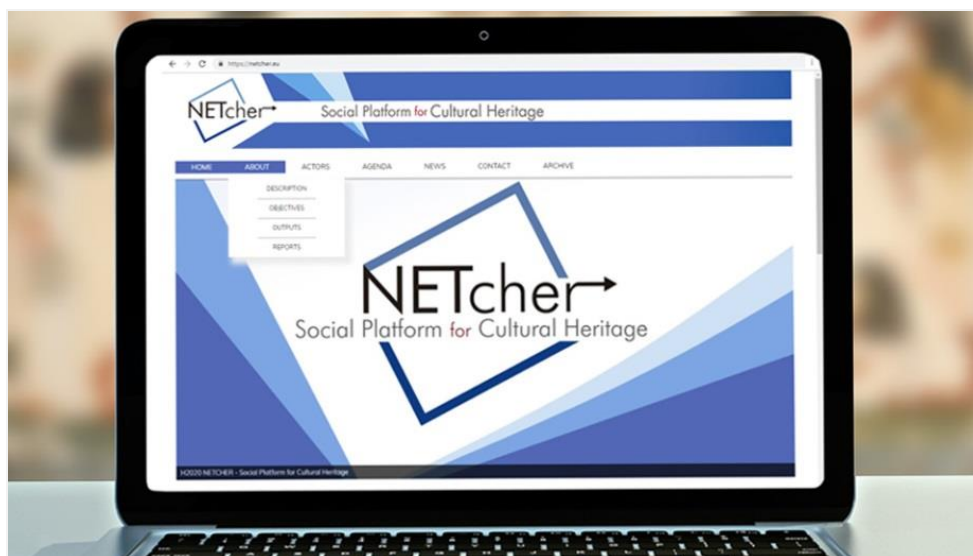 https://netcher.eu
NETcher
Social Platform for Cultural Heritage
HOME ABOUT ACTORS AGENDA NEWS CONTACT ARCHIVE
DESCRIPTION
OBJECTIVES
OUTPUTS
REPORTS
NETcher
Social Platform for Cultural Heritage
H2020 NETCHER - Social Platform for Cultural Heritage